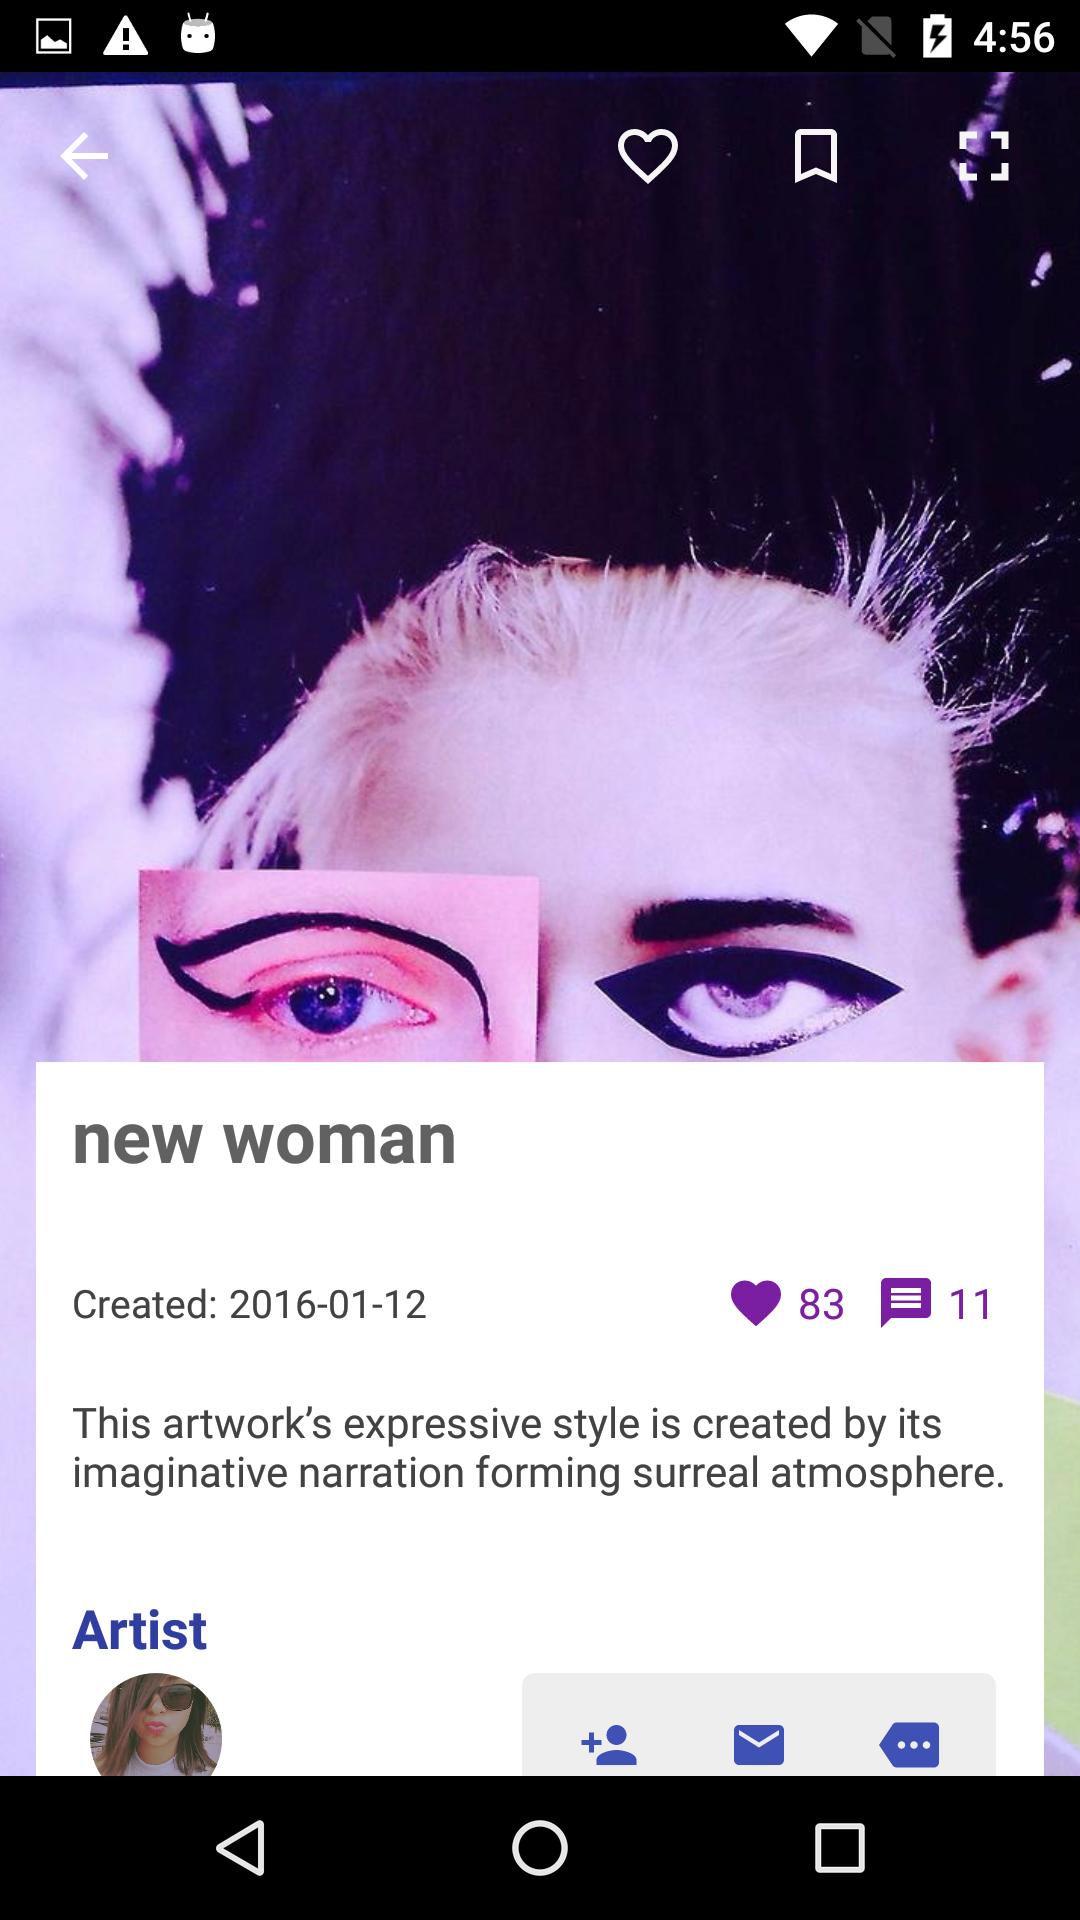 4:56
new woman
Created: 2016-01-12
83
11
This artwork’s expressive style is created by its
imaginative narration forming surreal atmosphere.
Artist